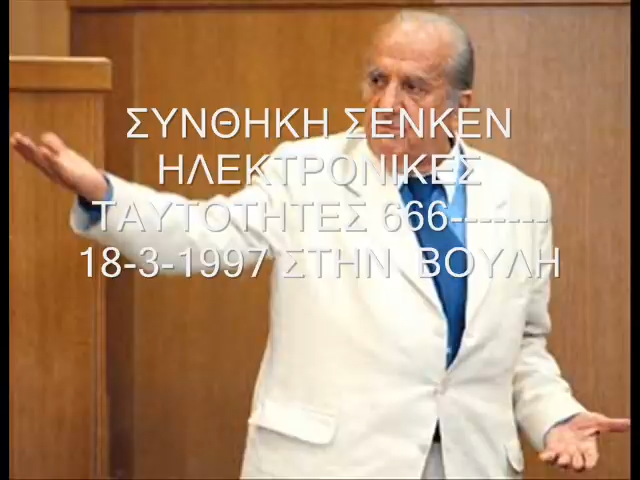 ΣΥΝΘΗΚΗ ΣΕΝΚΕΝ
ΗΛΕΚΤΡΟΝΙΚΕΣ
ΤΑΥΤΟΤΗΤΕΣ 666-------
18-3-1997 ΣΤΗΝ ΒΟΥΛΗ